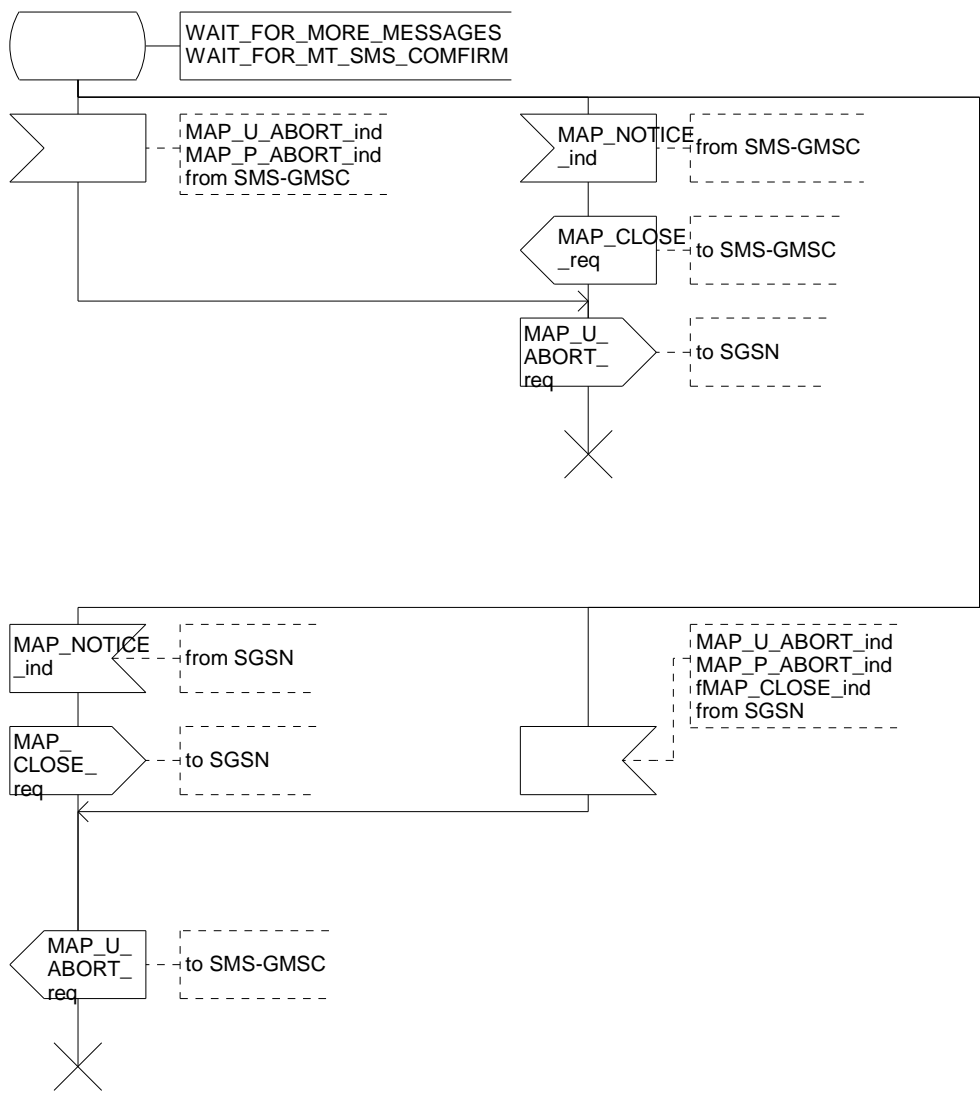 WAIT_FOR_MORE_MESSAGES
WAIT_FOR_MT_SMS_COMFIRM
MAP_U_ABORT_ind
MAP_P_ABORT_ind
from SMS-GMSC
MAP_NOTICE
_ind
from SMS-GMSC
MAP_CLOSE
_req
to SMS-GMSC
MAP_U_
ABORT_
req
to SGSN
MAP_NOTICE
_ind
from SGSN
MAP_U_ABORT_ind
MAP_P_ABORT_ind
fMAP_CLOSE_ind
from SGSN
MAP_
CLOSE_
req
to SGSN
MAP_U_
ABORT_
req
to SMS-GMSC